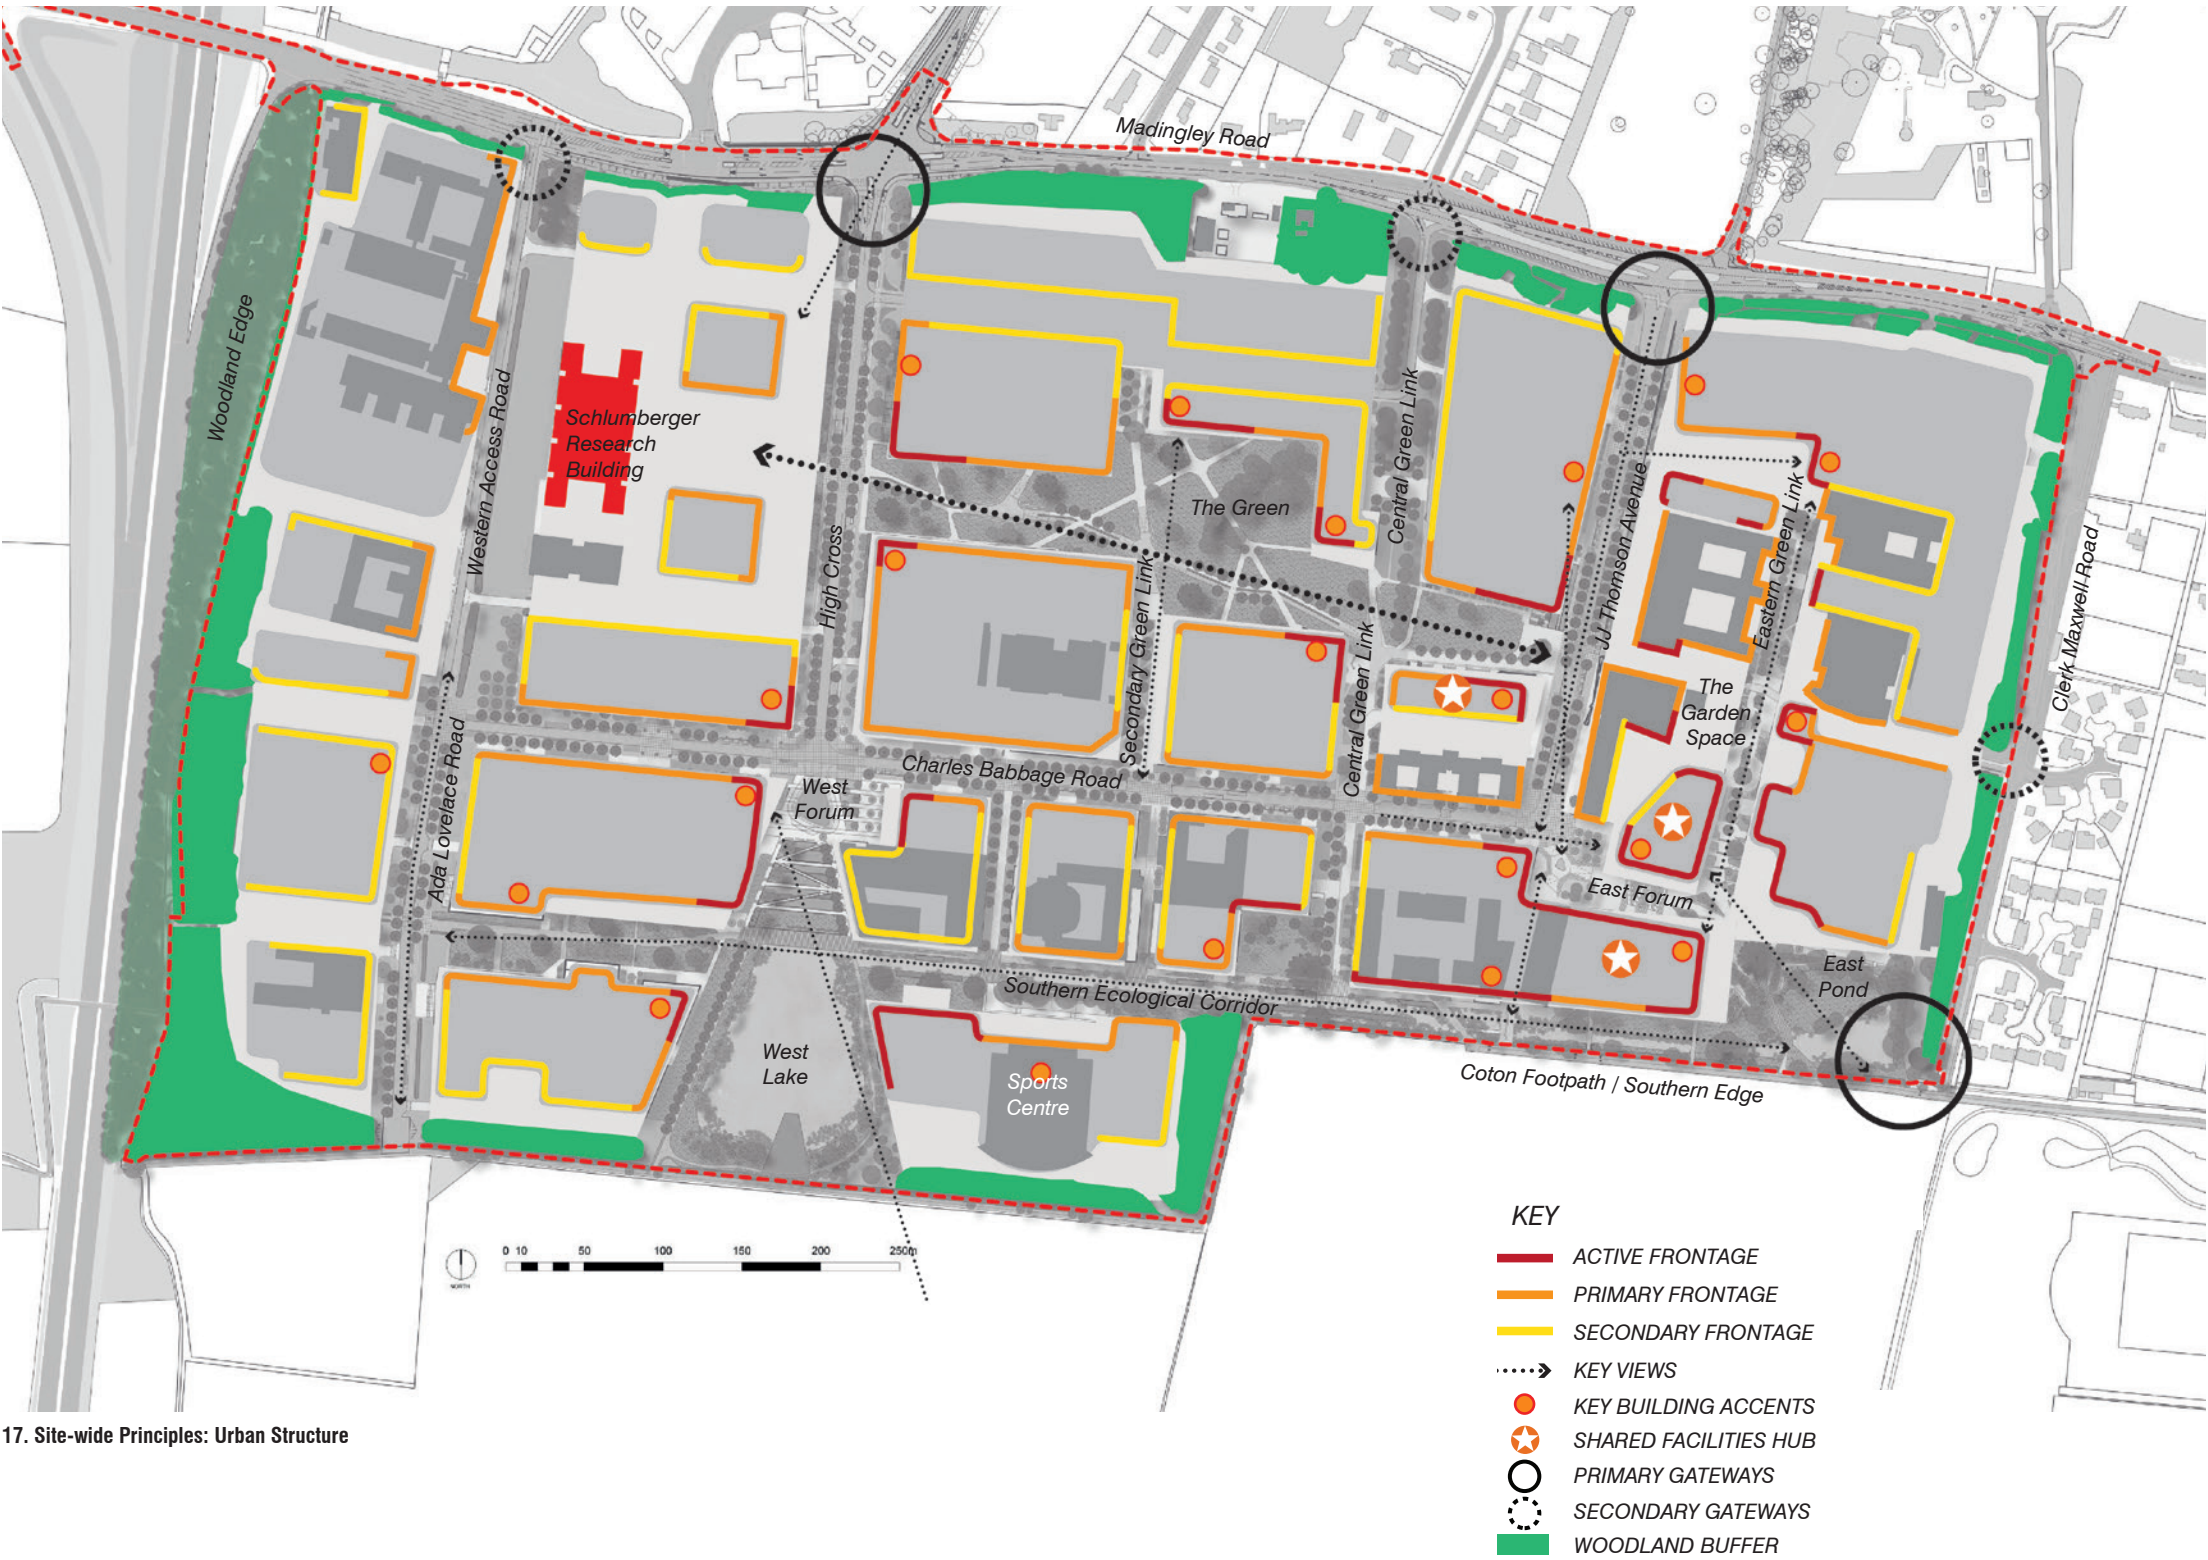 Madingley Road
Woodland Edge
Western Access Road
Schlumberger
Research
Building
High Cross
The Green
Central Green Link
JJ Thomson Avenue
Eastern Green Link
Clerk Maxwell Road
Secondary Green Link
Central Green Link
The
Garden
Space
Ada Lovelace Road
West
Forum
Charles Babbage Road
East Forum
East
Pond
Southern Ecological Corridor
West
Lake
Sports
Centre
Coton Footpath / Southern Edge
NORTH
0 10 50 100 150 200 250m
KEY
ACTIVE FRONTAGE
PRIMARY FRONTAGE
SECONDARY FRONTAGE
KEY VIEWS
KEY BUILDING ACCENTS
SHARED FACILITIES HUB
PRIMARY GATEWAYS
SECONDARY GATEWAYS
WOODLAND BUFFER
17. Site-wide Principles: Urban Structure